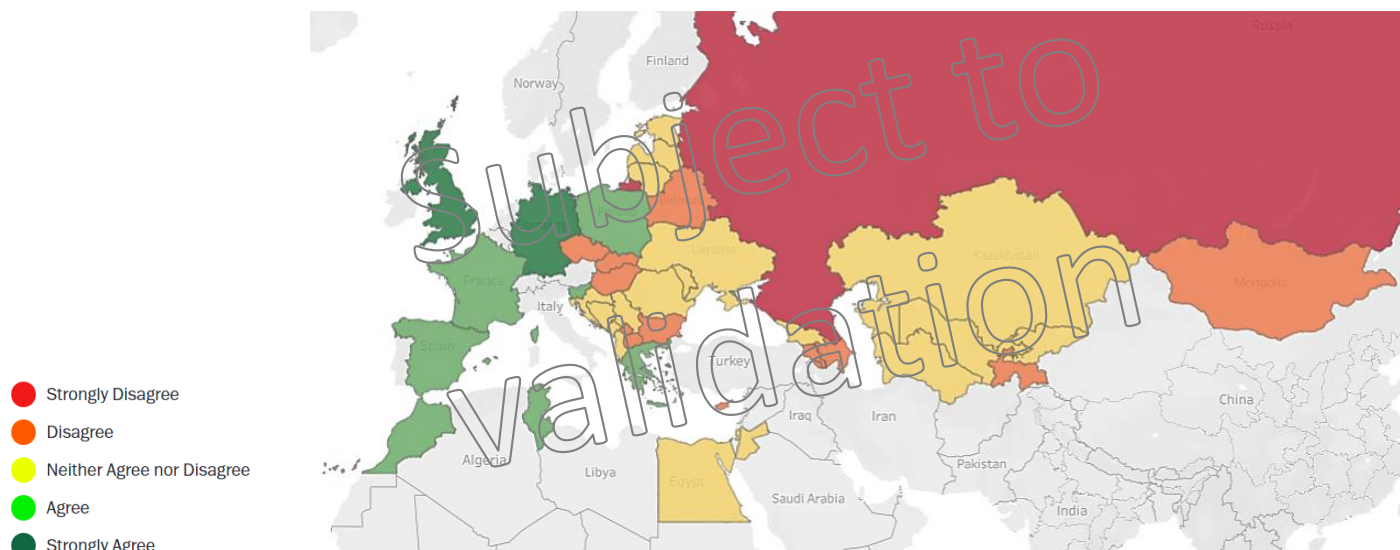 Russia
Finland
Norway
subject to
Belarus
Ukraine
Kazakhstan
France
Mongolia
Italy
validation
Spain
Turkey
Strongly Disagree
China
Iraq
Iran
Disagree
Algeria
Pakistan
Neither Agree nor Disagree
Libya
Egypt
Saudi Arabia
Agree
India
Strongly Agree